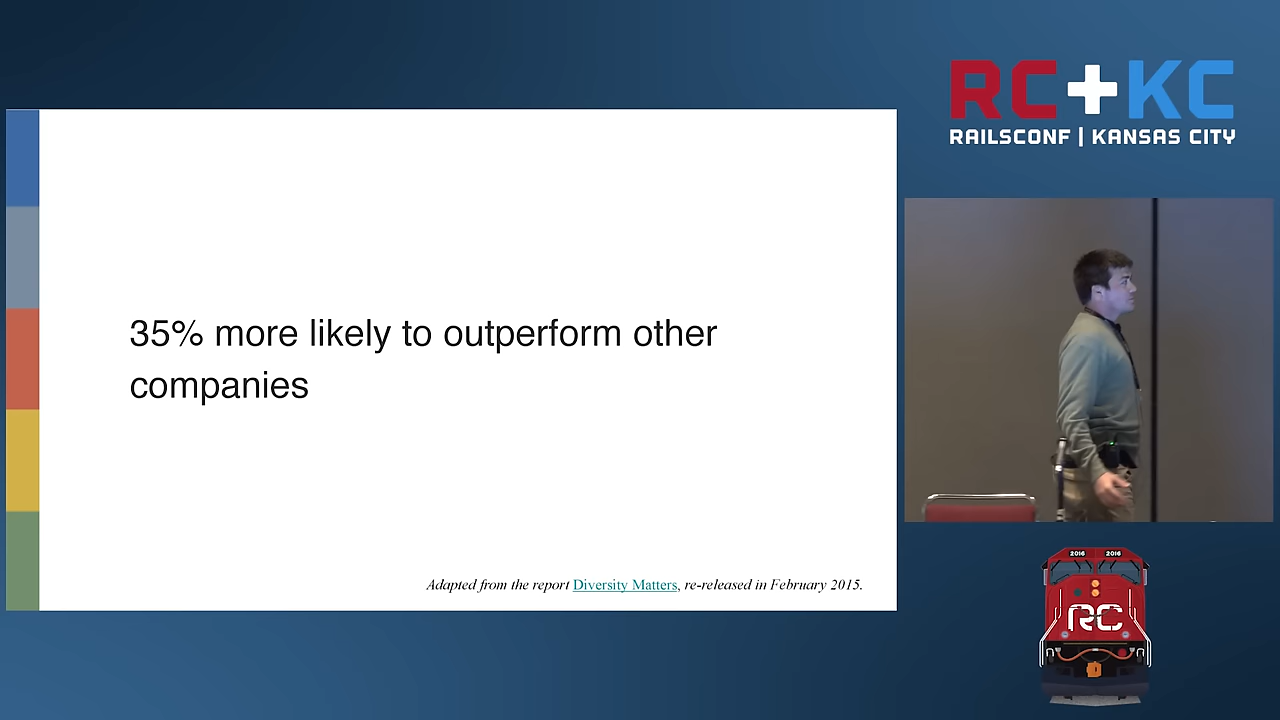 35% more likely to outperform other
companies
Adapted from the report Diversity Matters, re-released in February 2015.
RC+KC
RAILSCONF | KANSAS CITY
2016 2016
RC